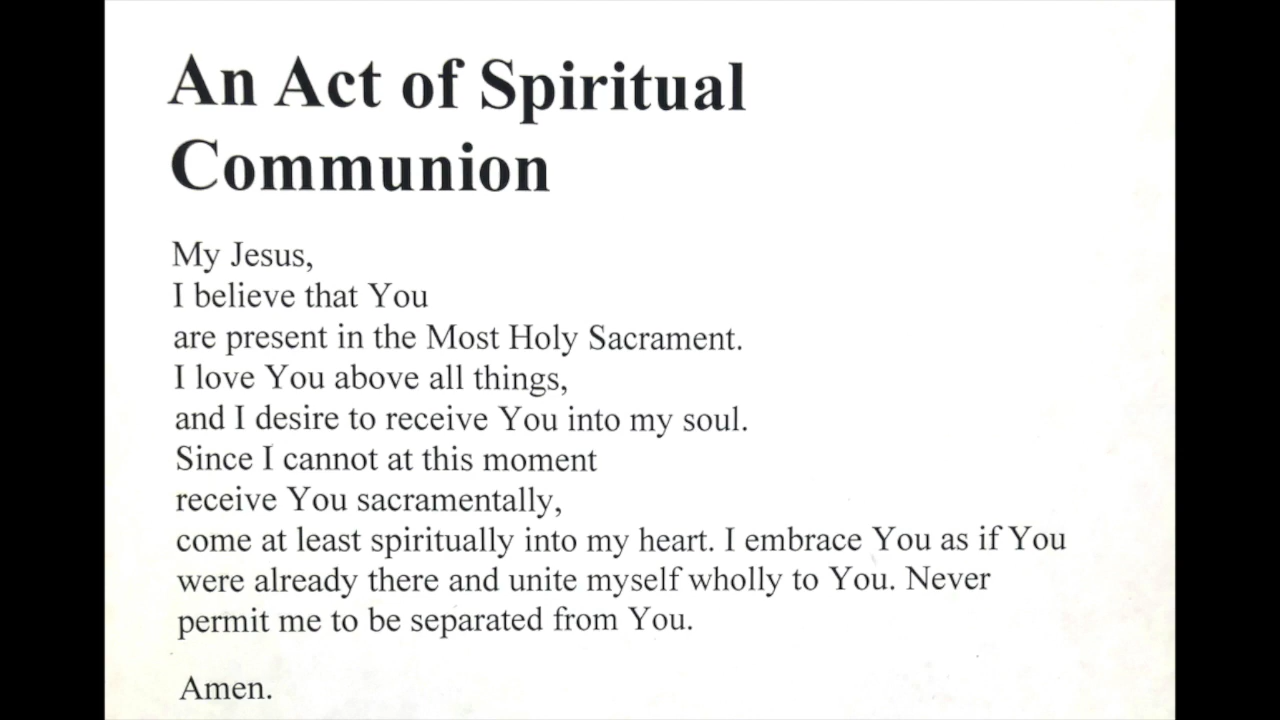 An Act of Spiritual
Communion
My Jesus,
I believe that You
are present in the Most Holy Sacrament.
I love You above all things,
and I desire to receive You into my soul.
Since I cannot at this moment
receive You sacramentally,
come at least spiritually into my heart. I embrace You as if You
were already there and unite myself wholly to You. Never
permit me to be separated from You.
Amen.